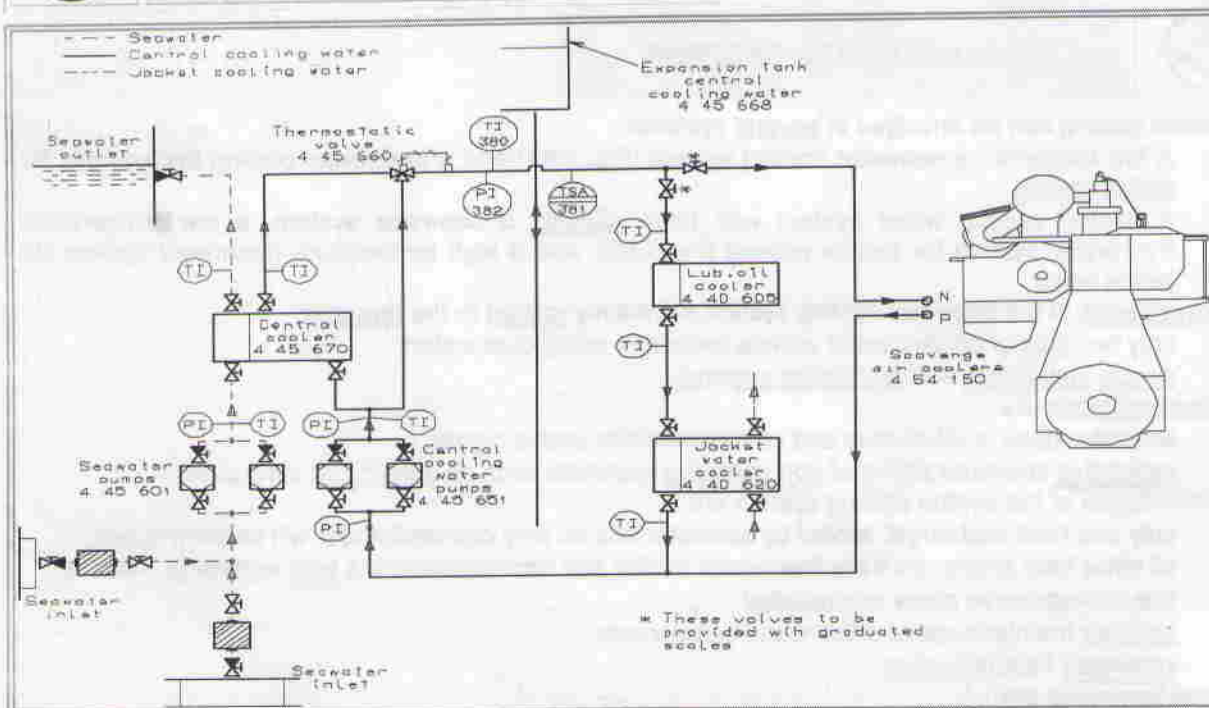 Seawater
Central cooling water
Jacket cooling water
Seawater
outlet
Thermostatic
valve
4 45 660
TI
380
PI
382
TSA
381
Expansion tank
central
cooling water
4 45 668
TI
TI
TI
Central
cooler
4 45 670
Lub.oil
cooler
4 40 605
TI
N
P
Scavenge
air coolers
4 54 150
PI
TI
PI
TI
Seawater
pumps
4 45 601
Central
cooling
water
pumps
4 45 651
Jacket
water
cooler
4 40 620
PI
TI
Seawater
inlet
Seawater
inlet
* These valves to be
provided wih graduated
scales